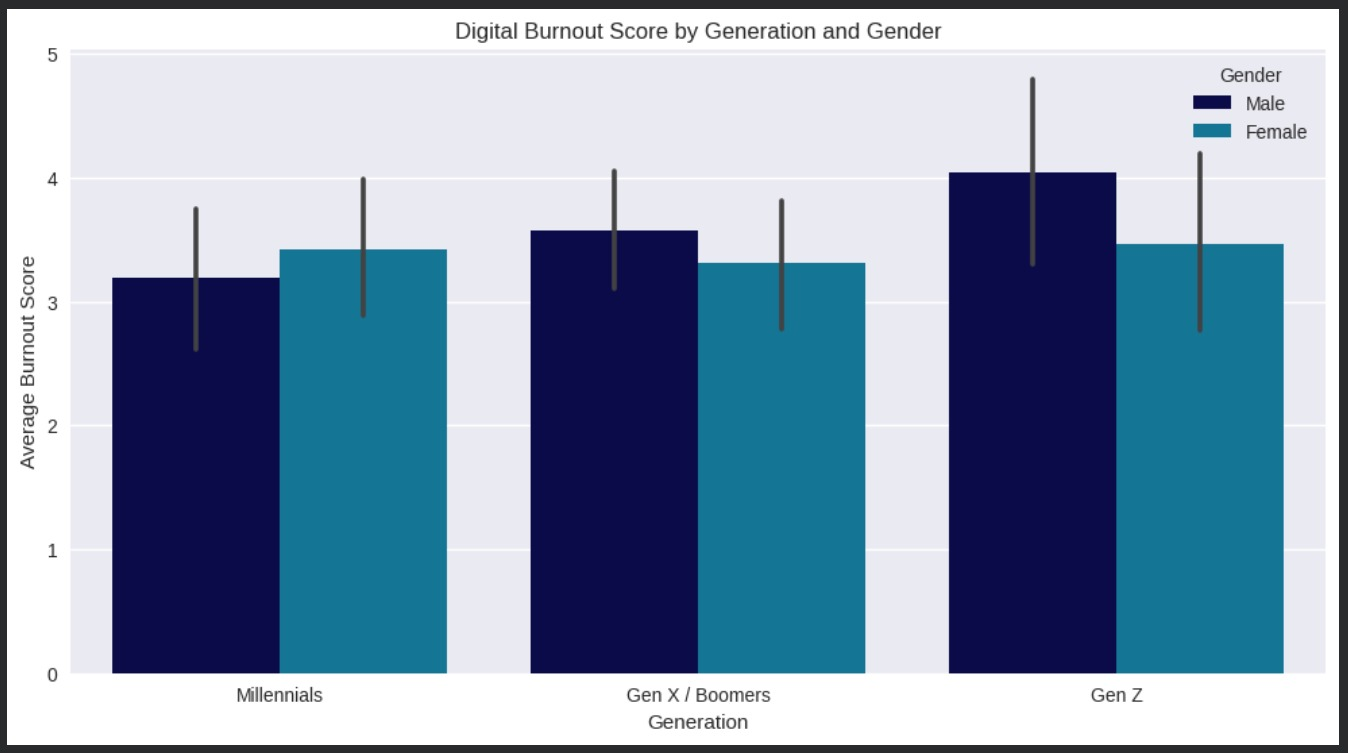 Digital Burnout Score by Generation and Gender
Gender
Male
Female
Average Burnout Score
5
4
3
2
1
0
Millennials
Gen X / Boomers
Gen Z
Generation